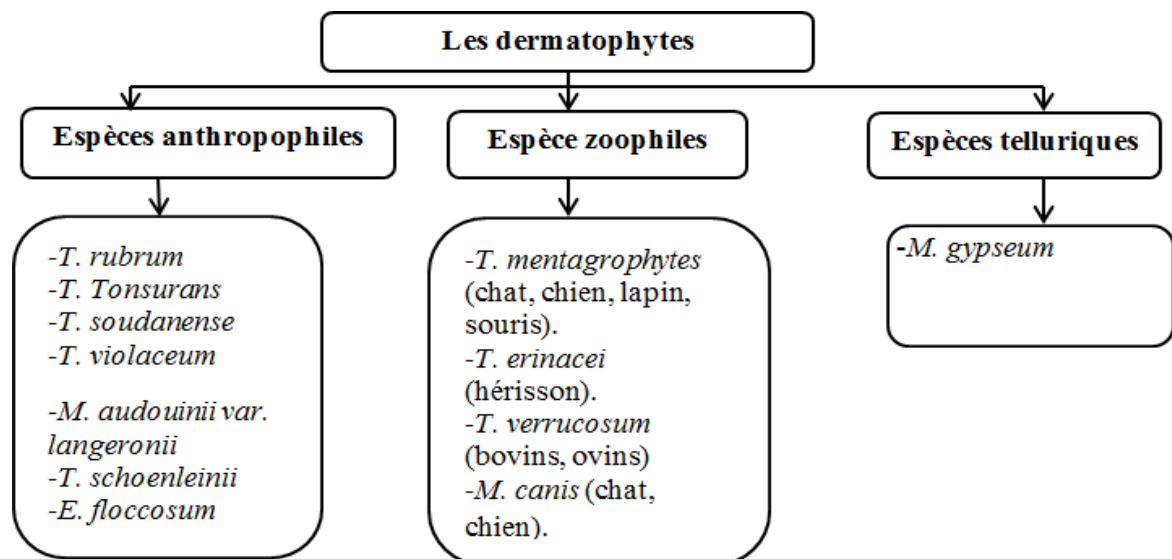 Les dermatophytes
Espèces anthropophiles
Espèce zoophiles
Espèces telluriques
-T. rubrum
-T. Tonsurans
-T. soudanense
-T. violaceum
-M. audouinii var.
langeronii
-T. schoenleinii
-E. floccosum
-T. mentagrophytes
(chat, chien, lapin,
souris).
-T. erinacei
(hérisson).
-T. verrucosum
(bovins, ovins)
-M. canis (chat,
chien).
-M. gypseum